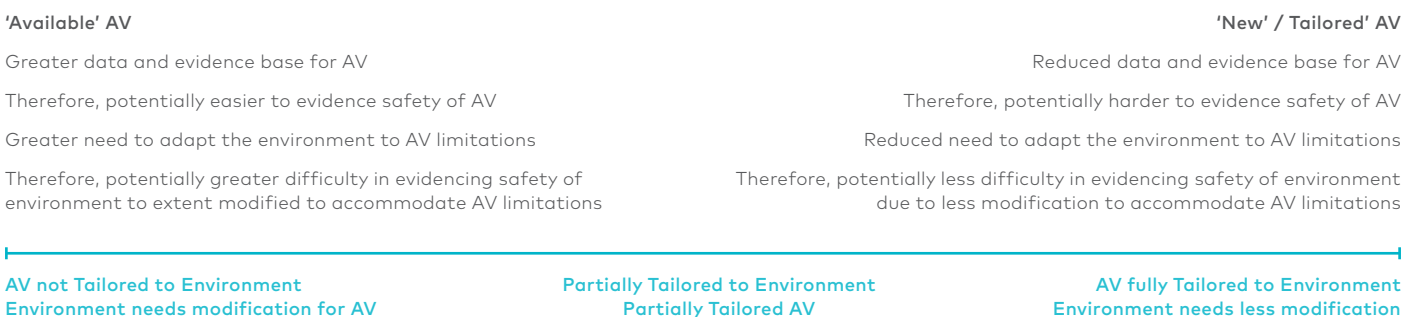 ‘Available’ AV
‘New’ / Tailored’ AV
Greater data and evidence base for AV
Reduced data and evidence base for AV
Therefore, potentially easier to evidence safety of AV
Therefore, potentially harder to evidence safety of AV
Greater need to adapt the environment to AV limitations
Reduced need to adapt the environment to AV limitations
Therefore, potentially greater difficulty in evidencing safety of
environment to extent modified to accommodate AV limitations
Therefore, potentially less difficulty in evidencing safety of environment
due to less modification to accommodate AV limitations
AV not Tailored to Environment
Environment needs modification for AV
Partially Tailored to Environment
Partially Tailored AV
AV fully Tailored to Environment
Environment needs less modification